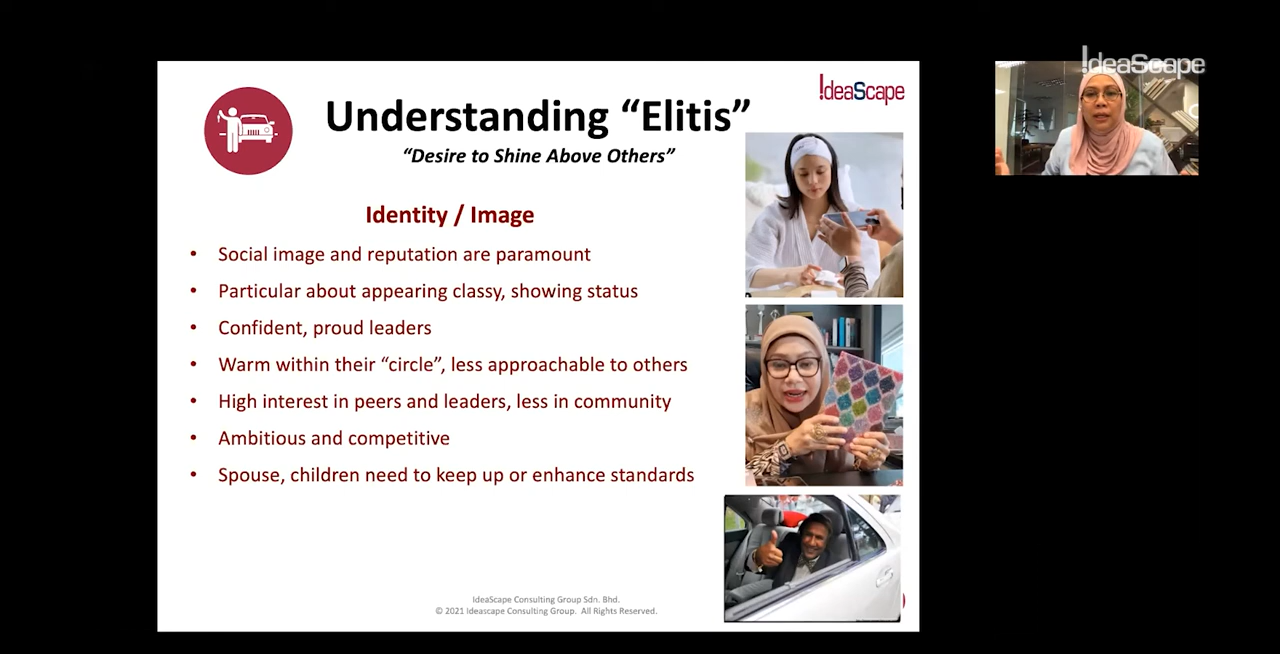 !deaScape
!deaScape
Understanding “Elitis”
“Desire to Shine Above Others”
Identity / Image
• Social image and reputation are paramount
• Particular about appearing classy, showing status
• Confident, proud leaders
• Warm within their “circle”, less approachable to others
• High interest in peers and leaders, less in community
• Ambitious and competitive
• Spouse, children need to keep up or enhance standards
IdeaScape Consulting Group Sdn. Bhd.
© 2021 Ideascape Consulting Group. All Rights Reserved.